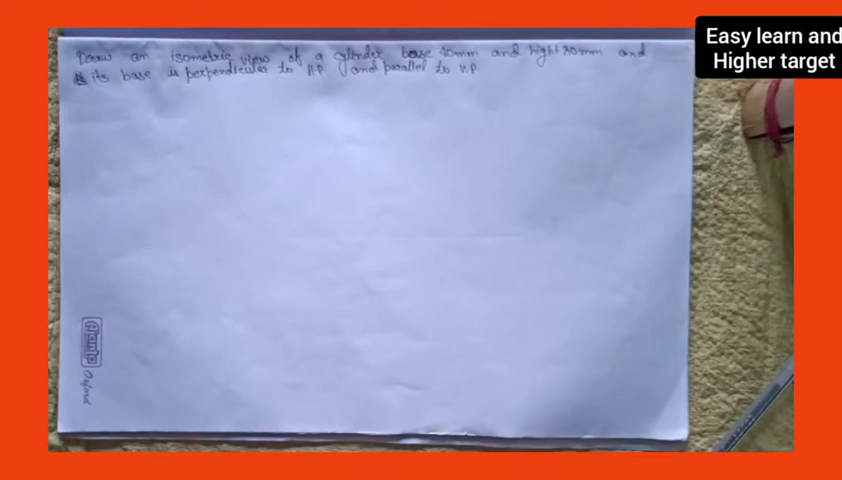 Easy learn and
Higher target
Draw an isometric view of a cylinder base 40mm and hight 80mm and
its base is perpendicular to H.P. and parallel to V.P.
Oxford